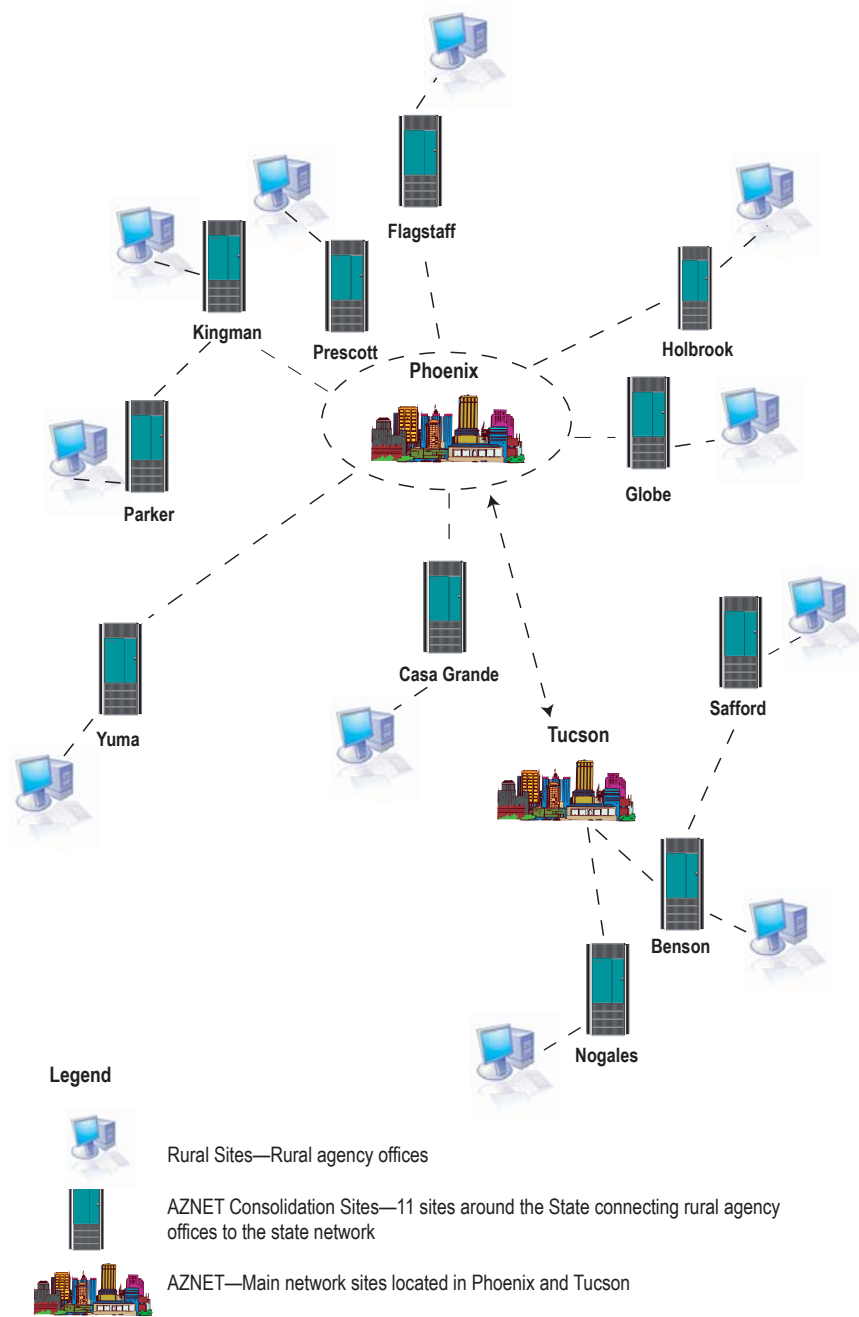 Flagstaff
Kingman
Prescott
Holbrook
Phoenix
Globe
Parker
Casa Grande
Safford
Yuma
Tucson
Benson
Nogales
Legend
Rural Sites—Rural agency offices
AZNET Consolidation Sites—11 sites around the State connecting rural agency
offices to the state network
AZNET—Main network sites located in Phoenix and Tucson